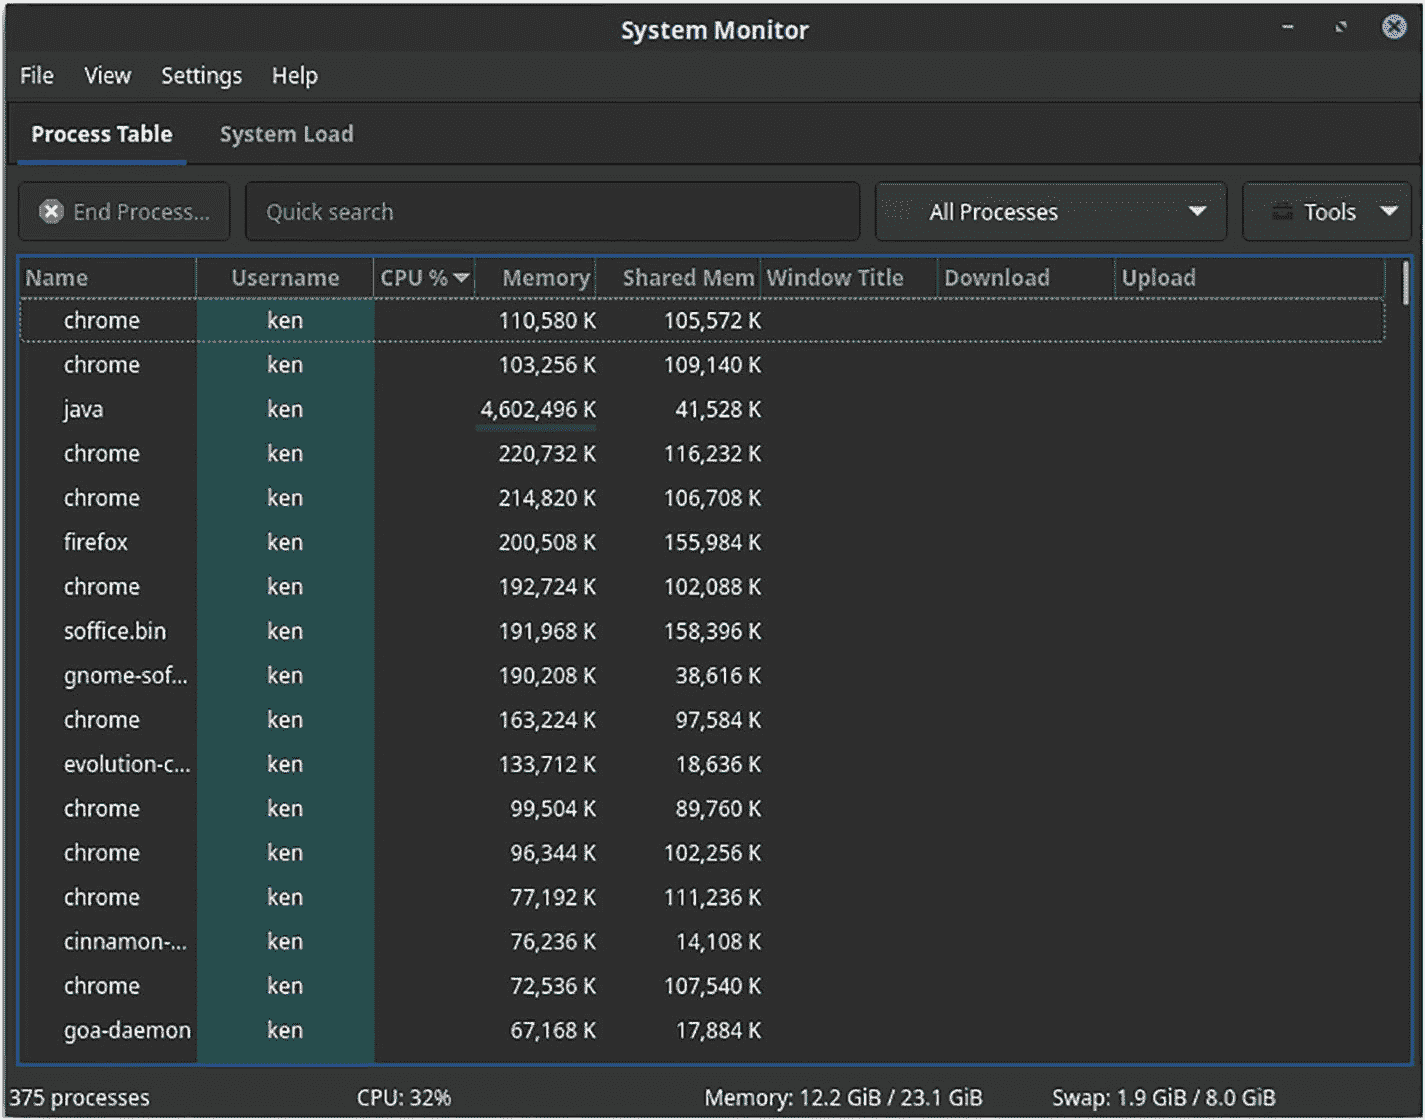 System Monitor
File View Settings Help
Process Table System Load
End Process... Quick search All Processes Tools
Name Username CPU % Memory Shared Mem Window Title Download Upload
chrome ken 110,580 K 105,572 K
chrome ken 103,256 K 109,140 K
java ken 4,602,496 K 41,528 K
chrome ken 220,732 K 116,232 K
chrome ken 214,820 K 106,708 K
firefox ken 200,508 K 155,984 K
chrome ken 192,724 K 102,088 K
soffice.bin ken 191,968 K 158,396 K
gnome-sof... ken 190,208 K 38,616 K
chrome ken 163,224 K 97,584 K
evolution-c... ken 133,712 K 18,636 K
chrome ken 99,504 K 89,760 K
chrome ken 96,344 K 102,256 K
chrome ken 77,192 K 111,236 K
cinnamon-... ken 76,236 K 14,108 K
chrome ken 72,536 K 107,540 K
goa-daemon ken 67,168 K 17,884 K
375 processes CPU: 32% Memory: 12.2 GiB / 23.1 GiB Swap: 1.9 GiB / 8.0 GiB